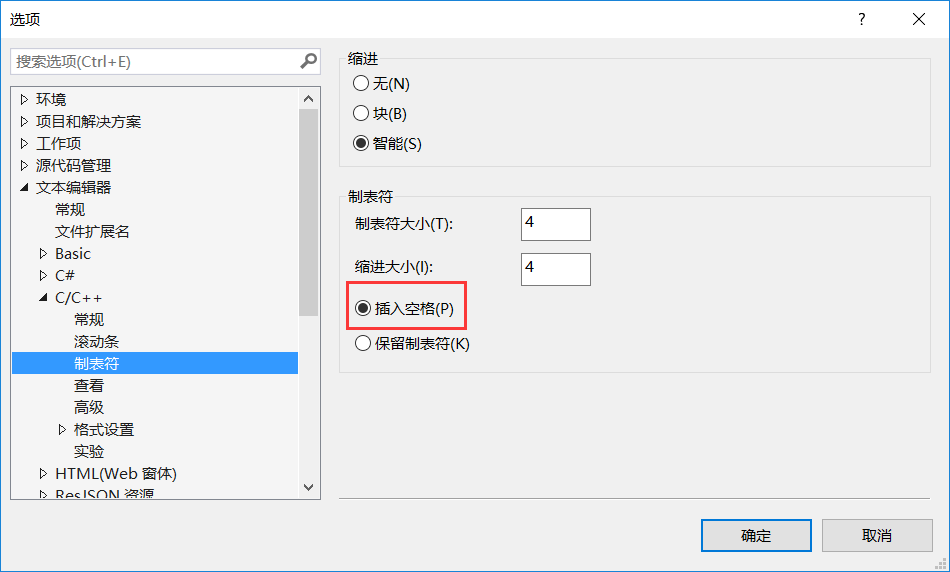 选项
?
搜索选项(Ctrl+E)
环境
项目和解决方案
工作项
源代码管理
文本编辑器
常规
文件扩展名
Basic
C#
C/C++
常规
滚动条
制表符
查看
高级
格式设置
实验
HTML(Web 窗体)
ResJSON 资源
缩进
无(N)
块(B)
智能(S)
制表符
制表符大小(T):
4
缩进大小(I):
4
插入空格(P)
保留制表符(K)
确定
取消